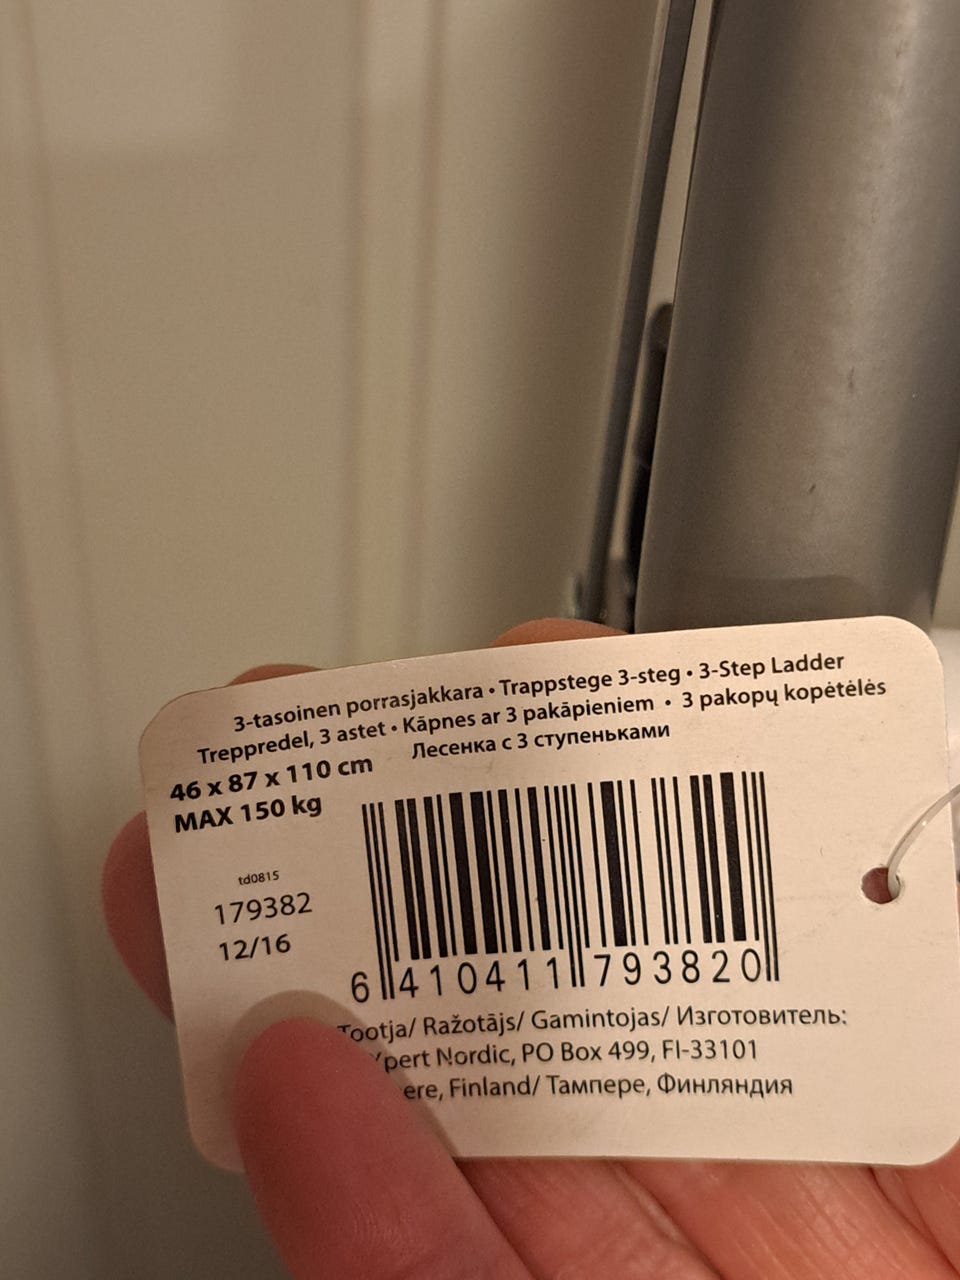 3-tasoinen porrasjakkara • Trappstege 3-steg • 3-Step Ladder
Treppredel, 3 astet • Kāpnes ar 3 pakāpieniem • 3 pakopų kopėtėlės
Лесенка с 3 ступеньками
46 x 87 x 110 cm
MAX 150 kg
td0815
179382
12/16
6 410411 793820
Tootja/ Ražotājs/ Gamintojas/ Изготовитель:
Nordic, PO Box 499, FI-33101
Finland/ Тампере, Финляндия